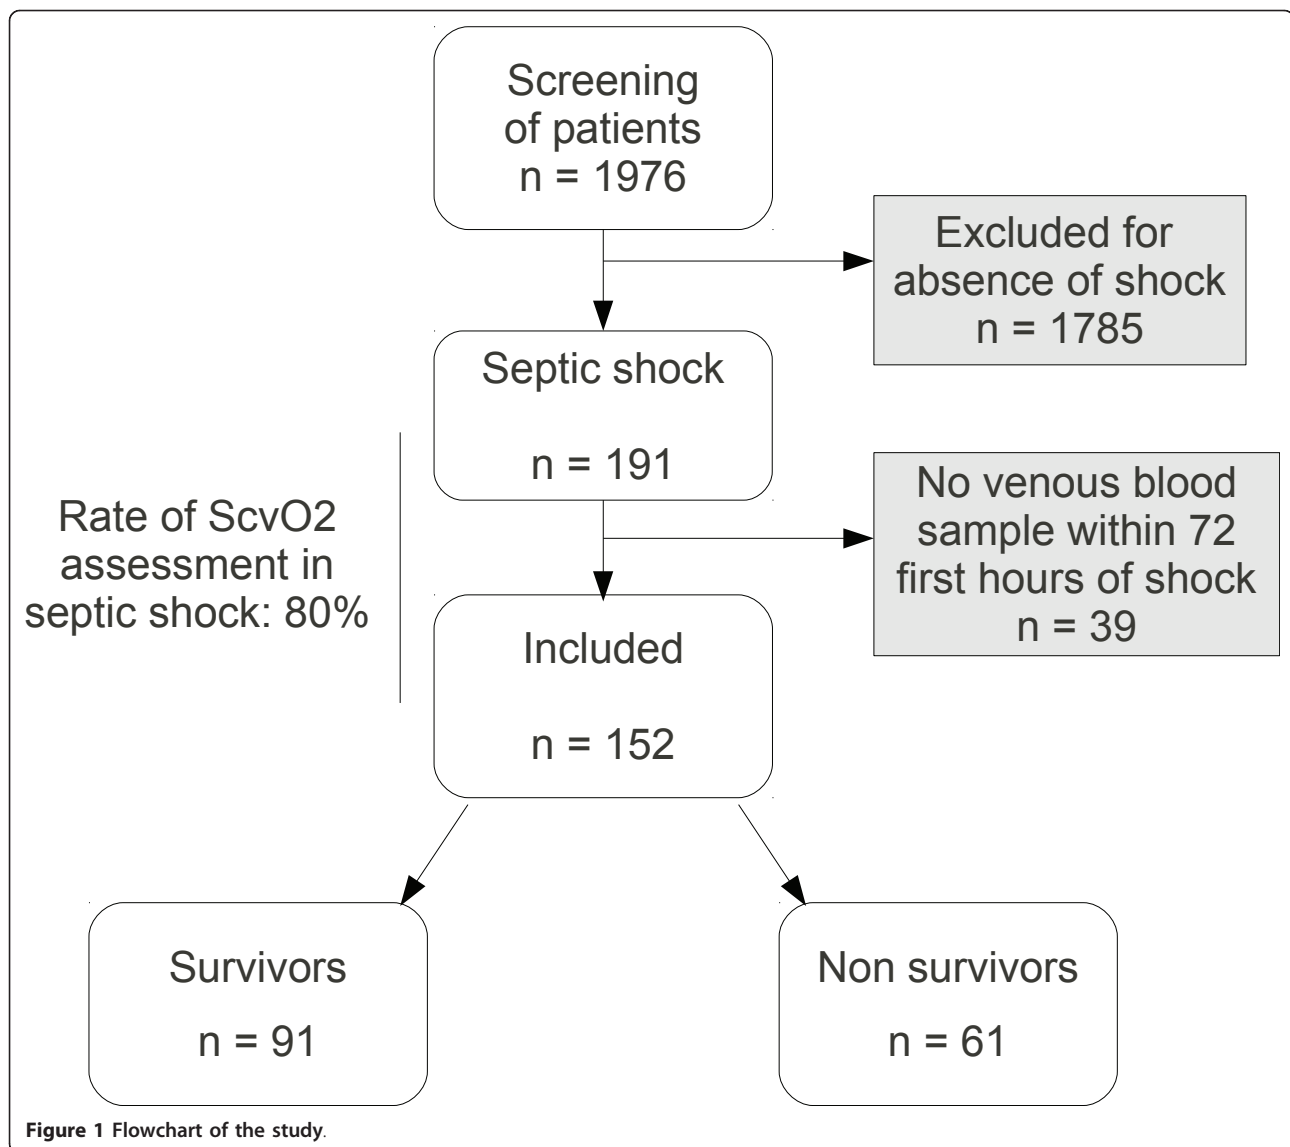 Screening
of patients
n = 1976
Excluded for
absence of shock
n = 1785
Septic shock
n = 191
Rate of ScvO2
assessment in
septic shock: 80%
No venous blood
sample within 72
first hours of shock
n = 39
Included
n = 152
Survivors
n = 91
Non survivors
n = 61
Figure 1 Flowchart of the study.